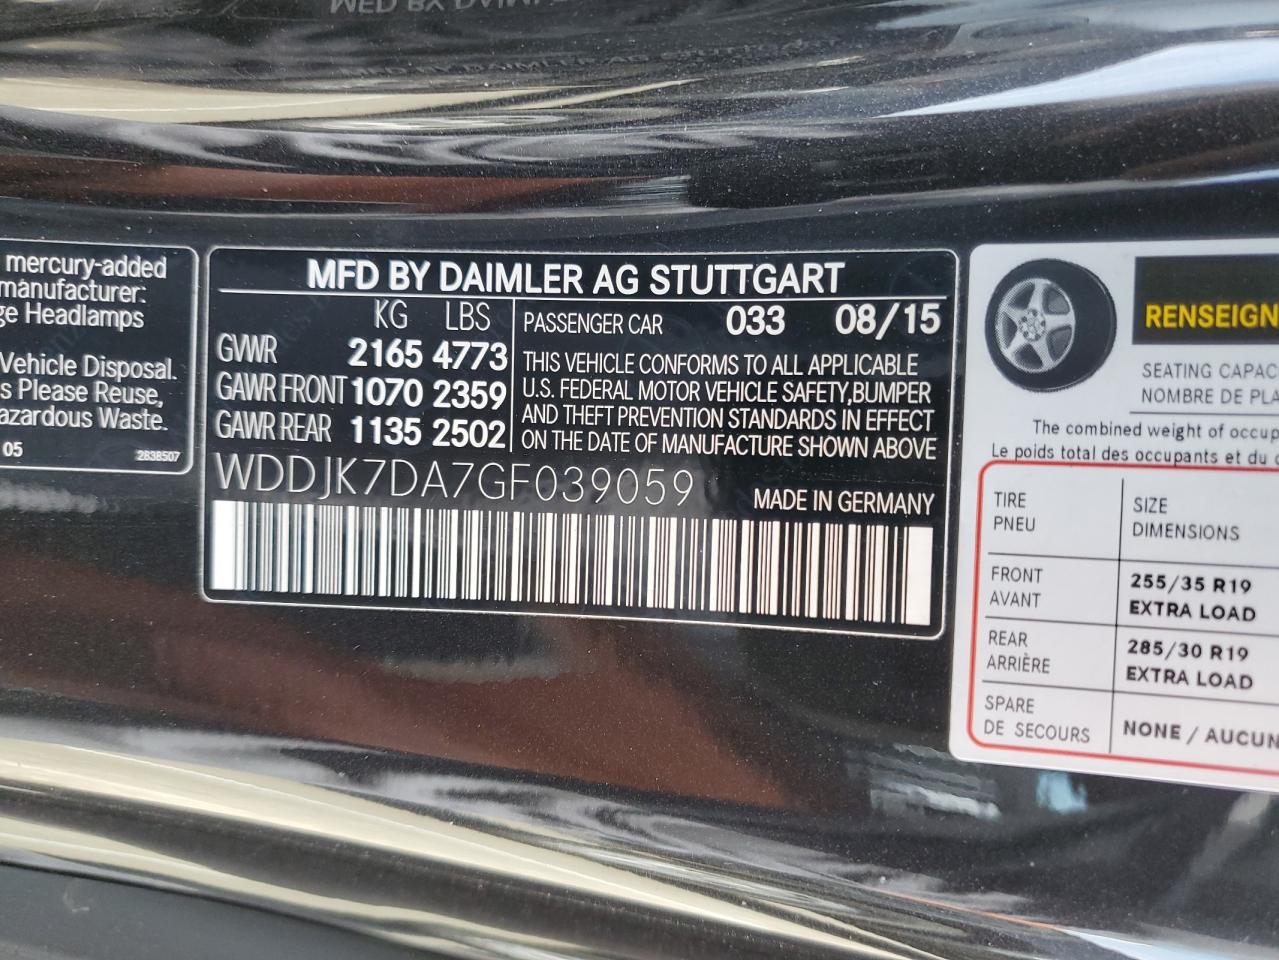 mercury-added
manufacturer:
Headlamps
Vehicle Disposal.
Please Reuse,
Waste.
05
2838507
MFD BY DAIMLER AG STUTTGART
KG LBS
GVWR 2165 4773
GAWR FRONT 1070 2359
GAWR REAR 1135 2502
PASSENGER CAR 033 08/15
THIS VEHICLE CONFORMS TO ALL APPLICABLE
U.S. FEDERAL MOTOR VEHICLE SAFETY,BUMPER
AND THEFT PREVENTION STANDARDS IN EFFECT
ON THE DATE OF MANUFACTURE SHOWN ABOVE
WDDJK7DA7GF039059
MADE IN GERMANY
RENSEIGN
SEATING CAPAC
NOMBRE DE PLA
The combined weight of occup
Le poids total des occupants et du c
TIRE
PNEU
SIZE
DIMENSIONS
FRONT
AVANT
255/35 R19
EXTRA LOAD
REAR
ARRIÈRE
285/30 R19
EXTRA LOAD
SPARE
DE SECOURS
NONE / AUCUN